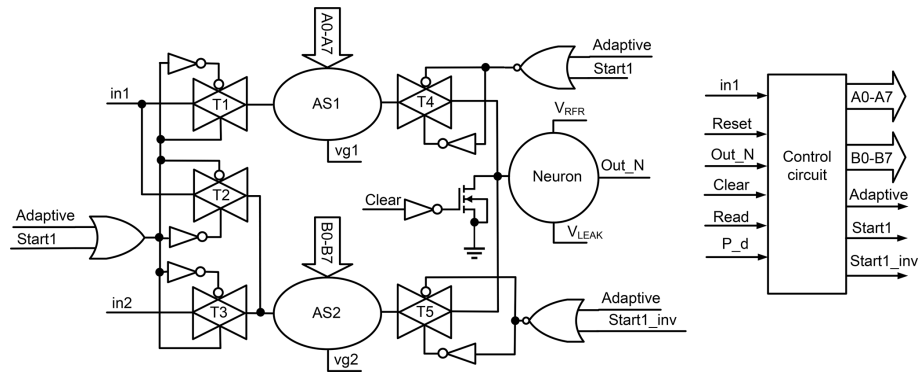 A0-A7
Adaptive
Start1
in1
T1
AS1
T4
vg1
V_RFR
Neuron
Out_N
V_LEAK
T2
Clear
Adaptive
Start1
B0-B7
in2
T3
AS2
T5
vg2
Adaptive
Start1_inv
in1
Reset
Out_N
Clear
Read
P_d
Control
circuit
A0-A7
B0-B7
Adaptive
Start1
Start1_inv